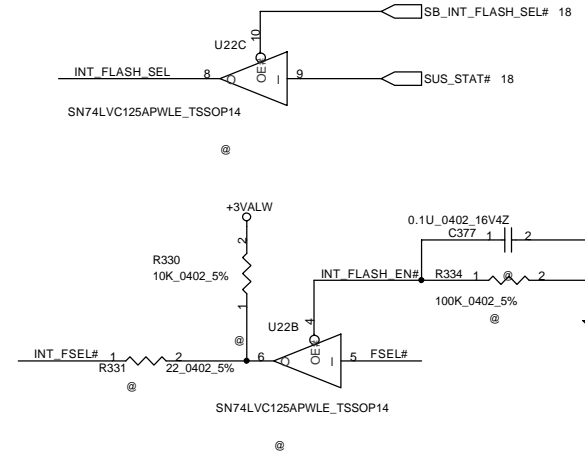 SB_INT_FLASH_SEL# 18
10
U22C
OE#
INT_FLASH_SEL 8 O I 9 SUS_STAT# 18
SN74LVC125APWLE_TSSOP14
@
+3VALW
0.1U_0402_16V4Z
C377
1 2
2
R330
10K_0402_5%
INT_FLASH_EN# R334 1 @ 2
100K_0402_5%
1
4
@
U22B
@
OE#
INT_FSEL# 1 2 6 O I 5 FSEL#
R331 22_0402_5%
@
SN74LVC125APWLE_TSSOP14
@